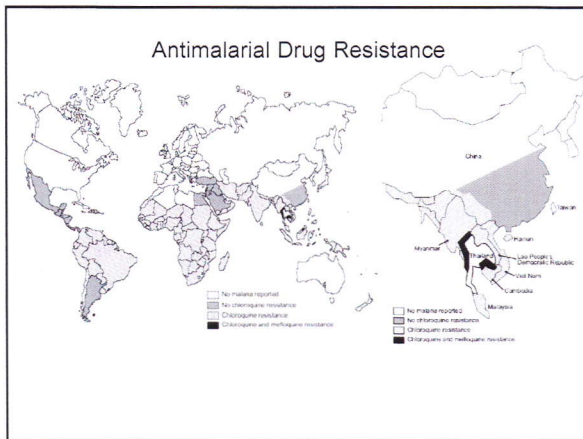 Antimalarial Drug Resistance
No malaria reported
No chloroquine resistance
Chloroquine resistance
Chloroquine and mefloquine resistance
China
Taiwan
Hainan
Myanmar
Thailand
Lao People's
Democratic Republic
Viet Nam
Cambodia
Malaysia
No malaria reported
No chloroquine resistance
Chloroquine resistance
Chloroquine and mefloquine resistance